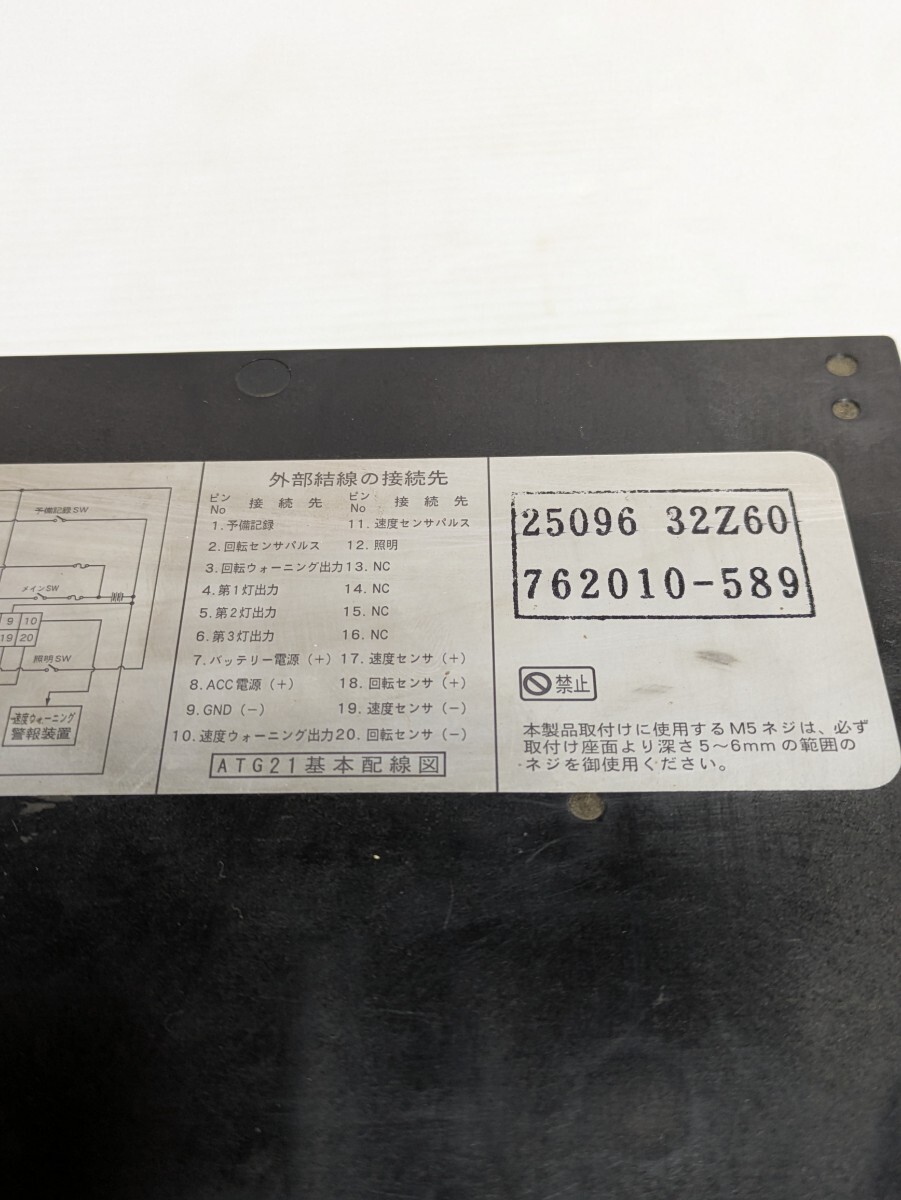 予備記録SW
メインSW
9 10
19 20
照明SW
速度ウォーニング
警報装置
外部結線の接続先
ピンNo 接続先 ピンNo 接続先
1. 予備記録 11. 速度センサパルス
2. 回転センサパルス 12. 照明
3. 回転ウォーニング出力 13. NC
4. 第1灯出力 14. NC
5. 第2灯出力 15. NC
6. 第3灯出力 16. NC
7. バッテリー電源（+） 17. 速度センサ（+）
8. ACC電源（+） 18. 回転センサ（+）
9. GND（-） 19. 速度センサ（-）
10. 速度ウォーニング出力 20. 回転センサ（-）
ATG21基本配線図
25096 32Z60
762010-589
禁止
本製品取付けに使用するM5ネジは、必ず
取付け座面より深さ5〜6mmの範囲の
ネジを御使用ください。